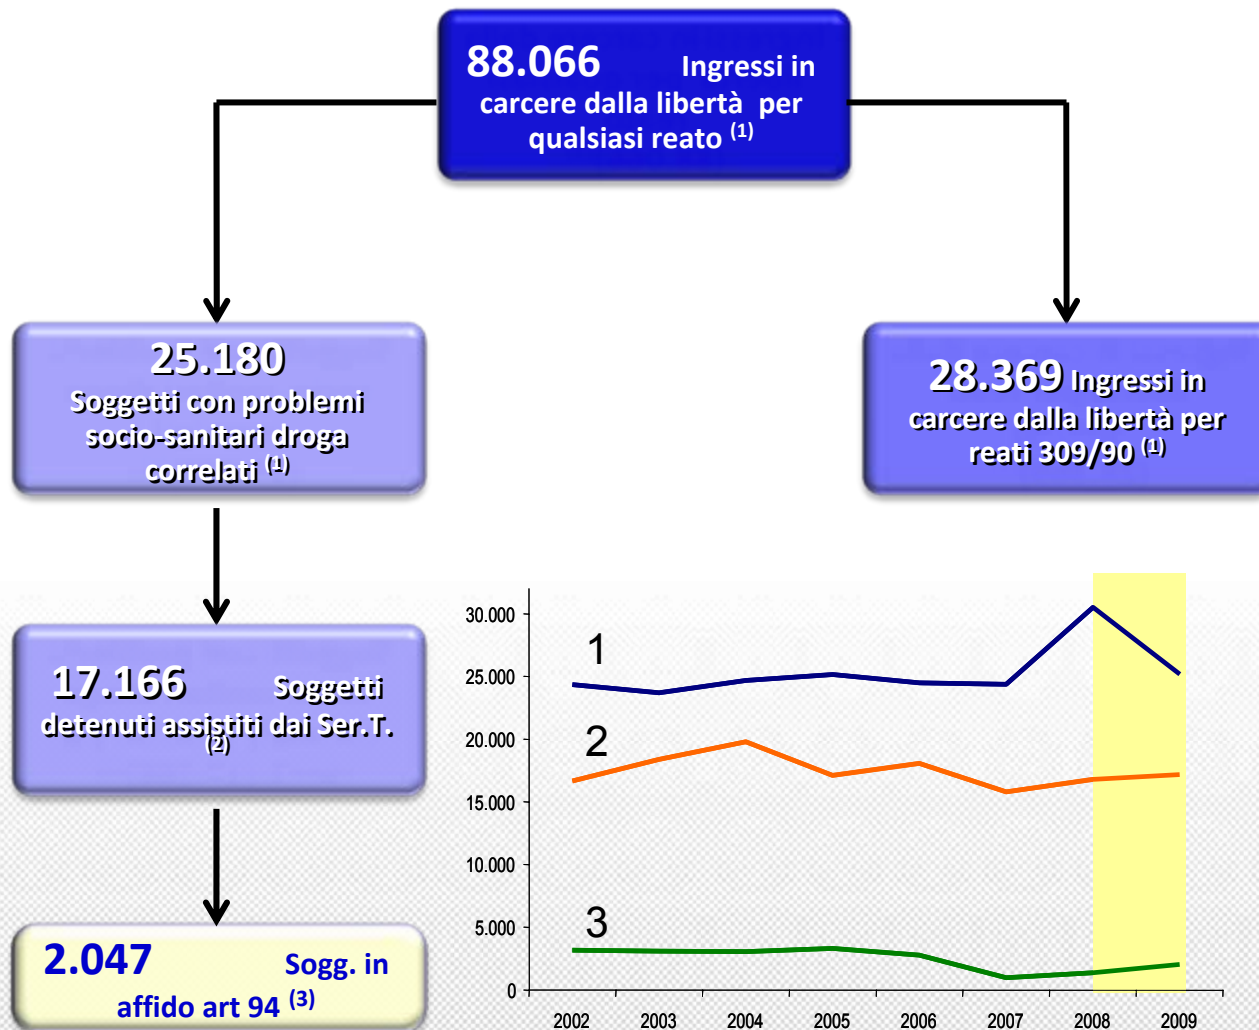 88.066 Ingressi in
carcere dalla libertà per
qualsiasi reato (1)
25.180
Soggetti con problemi
socio-sanitari droga
correlati (1)
28.369 Ingressi in
carcere dalla libertà per
reati 309/90 (1)
17.166 Soggetti
detenuti assistiti dai Ser.T.
(2)
2.047 Sogg. in
affido art 94 (3)
30.000
25.000
20.000
15.000
10.000
5.000
0
1
2
3
2002 2003 2004 2005 2006 2007 2008 2009